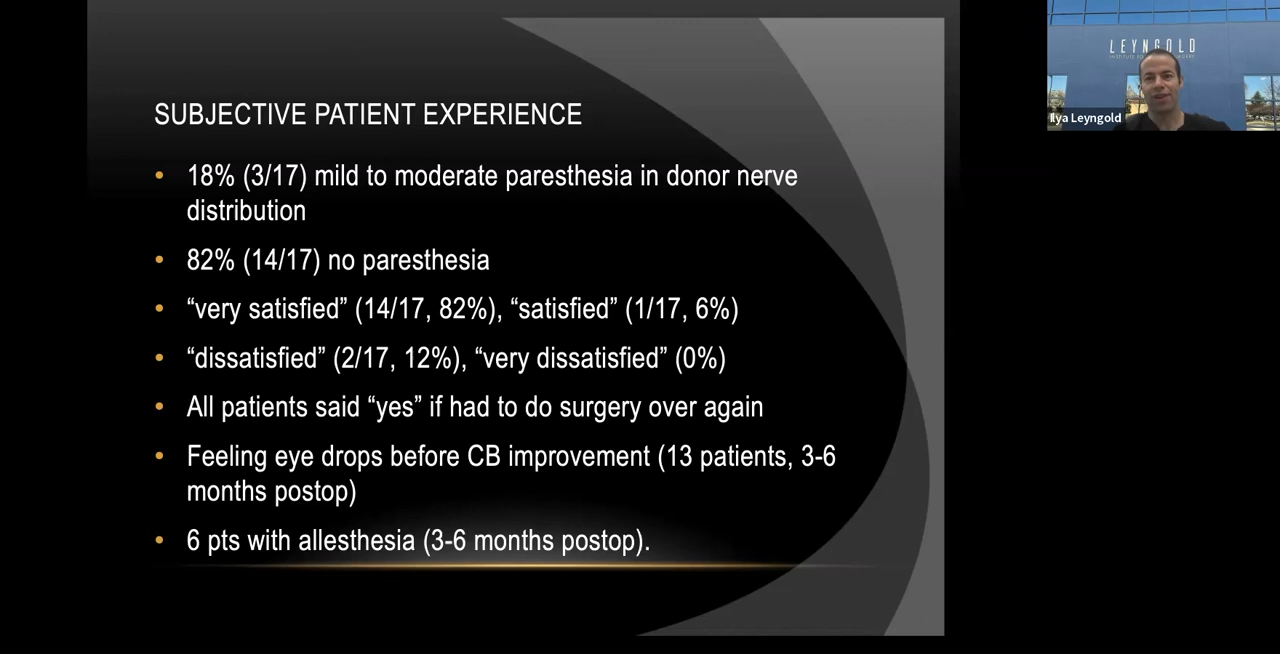 SUBJECTIVE PATIENT EXPERIENCE
• 18% (3/17) mild to moderate paresthesia in donor nerve
distribution
• 82% (14/17) no paresthesia
• “very satisfied” (14/17, 82%), “satisfied” (1/17, 6%)
• “dissatisfied” (2/17, 12%), “very dissatisfied” (0%)
• All patients said “yes” if had to do surgery over again
• Feeling eye drops before CB improvement (13 patients, 3-6
months postop)
• 6 pts with allesthesia (3-6 months postop).
LEYNGOLD
Ilya Leyngold